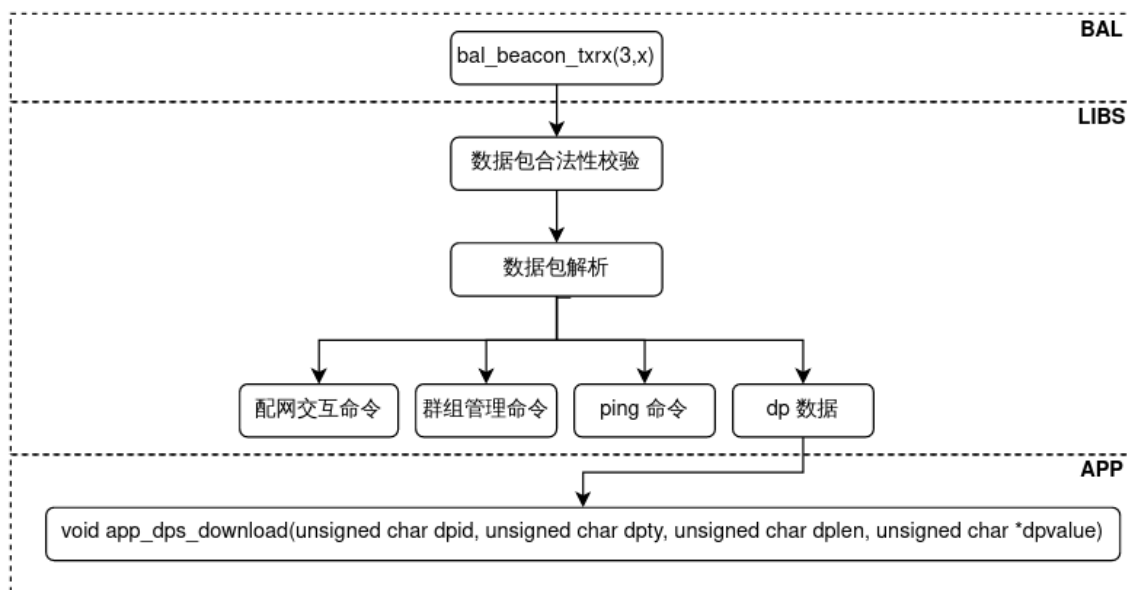 BAL
bal_beacon_txrx(3,x)
LIBS
数据包合法性校验
数据包解析
配网交互命令
群组管理命令
ping 命令
dp 数据
APP
void app_dps_download(unsigned char dpid, unsigned char dpty, unsigned char dplen, unsigned char *dpvalue)